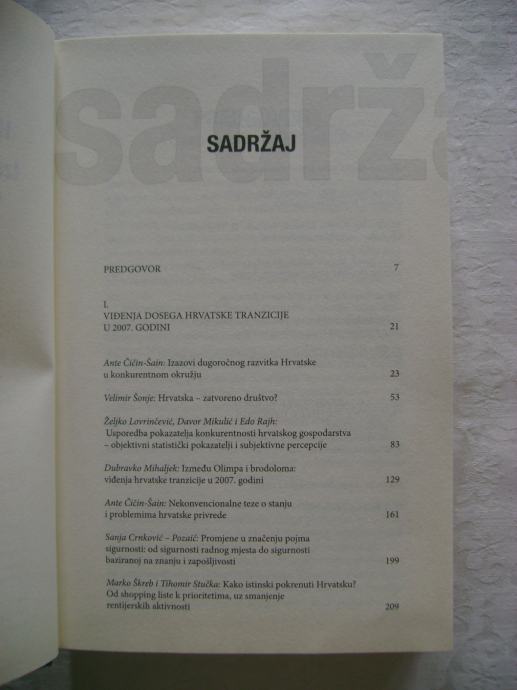 sadrža
SADRŽAJ
PREDGOVOR 7
I.
VIĐENJA DOSEGA HRVATSKE TRANZICIJE
U 2007. GODINI 21
Ante Čičin-Šain: Izazovi dugoročnog razvitka Hrvatske
u konkurentnom okružju 23
Velimir Šonje: Hrvatska – zatvoreno društvo? 53
Željko Lovrinčević, Davor Mikulić i Edo Rajh:
Usporedba pokazatelja konkurentnosti hrvatskog gospodarstva
– objektivni statistički pokazatelji i subjektivne percepcije 83
Dubravko Mihaljek: Između Olimpa i brodoloma:
viđenja hrvatske tranzicije u 2007. godini 129
Ante Čičin-Šain: Nekonvencionalne teze o stanju
i problemima hrvatske privrede 161
Sanja Crnković – Pozaić: Promjene u značenju pojma
sigurnosti: od sigurnosti radnog mjesta do sigurnosti
baziranoj na znanju i zapošljivosti 199
Marko Škreb i Tihomir Stučka: Kako istinski pokrenuti Hrvatsku?
Od shopping liste k prioritetima, uz smanjenje
rentijerskih aktivnosti 209